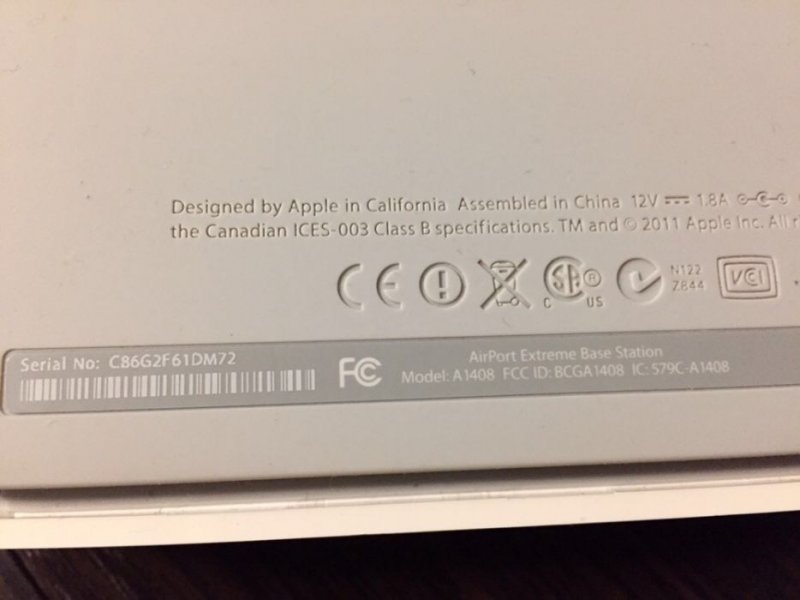 Designed by Apple in California Assembled in China 12V 1.8A
the Canadian ICES-003 Class B specifications. TM and © 2011 Apple Inc. All
CE SA ® C US N122 Z844 VCI
Serial No: C86G2F61DM72
FC AirPort Extreme Base Station
Model: A1408 FCC ID: BCGA1408 IC: 579C-A1408